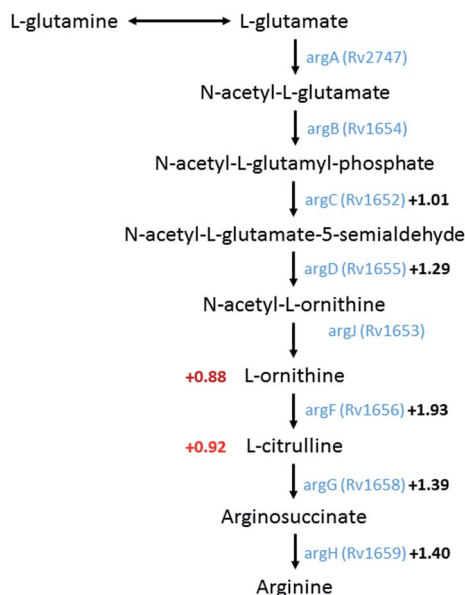 L-glutamine L-glutamate
argA (Rv2747)
N-acetyl-L-glutamate
argB (Rv1654)
N-acetyl-L-glutamyl-phosphate
argC (Rv1652) +1.01
N-acetyl-L-glutamate-5-semialdehyde
argD (Rv1655) +1.29
N-acetyl-L-ornithine
argJ (Rv1653)
+0.88 L-ornithine
argF (Rv1656) +1.93
+0.92 L-citrulline
argG (Rv1658) +1.39
Arginosuccinate
argH (Rv1659) +1.40
Arginine